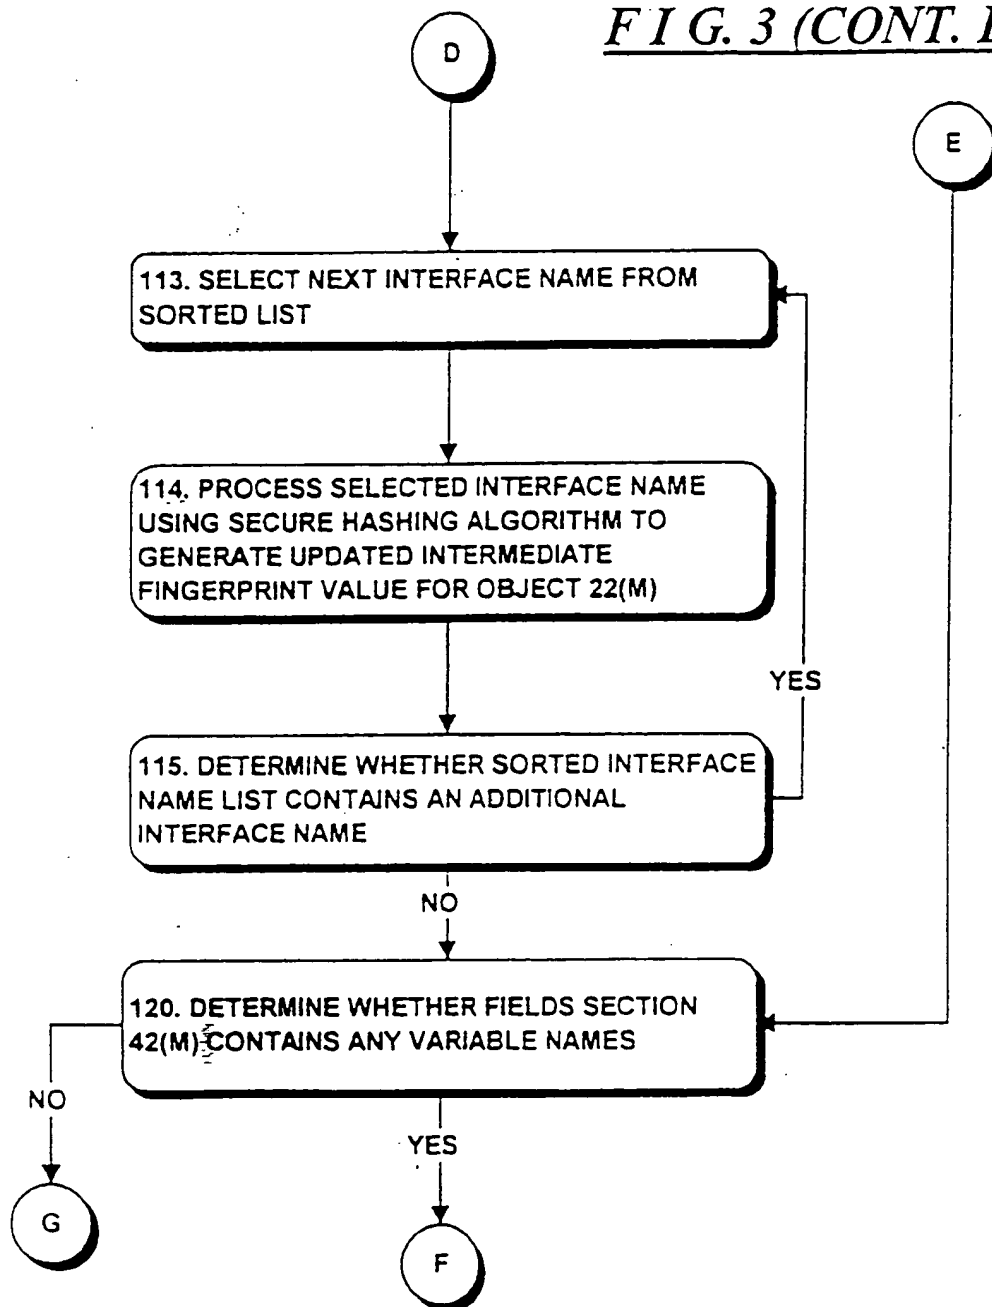 F I G. 3 (CONT.
D
E
113. SELECT NEXT INTERFACE NAME FROM
SORTED LIST
114. PROCESS SELECTED INTERFACE NAME
USING SECURE HASHING ALGORITHM TO
GENERATE UPDATED INTERMEDIATE
FINGERPRINT VALUE FOR OBJECT 22(M)
YES
115. DETERMINE WHETHER SORTED INTERFACE
NAME LIST CONTAINS AN ADDITIONAL
INTERFACE NAME
NO
120. DETERMINE WHETHER FIELDS SECTION
42(M) CONTAINS ANY VARIABLE NAMES
NO
YES
G
F